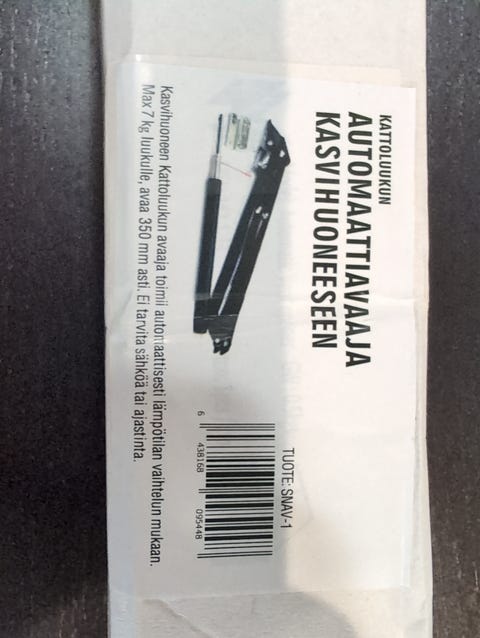 KATTOLUUKUN
AUTOMAATTIAVAAJA
KASVIHUONEESEEN
TUOTE: SNAV-1
6 438168 095448
Kasvihuoneen Kattoluukun avaaja toimii automaattisesti lämpötilan vaihtelun mukaan.
Max 7 kg luukulle, avaa 350 mm asti. Ei tarvita sähköä tai ajastinta.